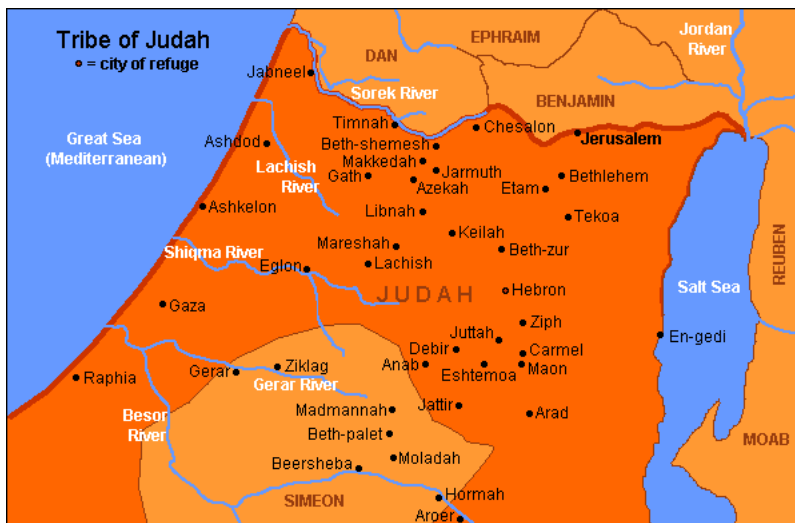 Tribe of Judah
= city of refuge
EPHRAIM
Jordan
River
DAN
Jabneel
Sorek River
BENJAMIN
Timnah
Chesalon
Great Sea
(Mediterranean)
Ashdod
Beth-shemesh
Jerusalem
Makkedah
Lachish
River
Gath
Jarmuth
Azekah
Etam
Bethlehem
Ashkelon
Libnah
Tekoa
Keilah
Shiqma River
Mareshah
Beth-zur
Eglon
Lachish
REUBEN
JUDAH
Hebron
Salt Sea
Gaza
Ziph
Juttah
En-gedi
Debir
Carmel
Raphia
Gerar
Ziklag
Anab
Eshtemoa
Maon
Gerar River
Besor
River
Madmannah
Jattir
Arad
Beth-palet
MOAB
Beersheba
Moladah
SIMEON
Hormah
Aroer